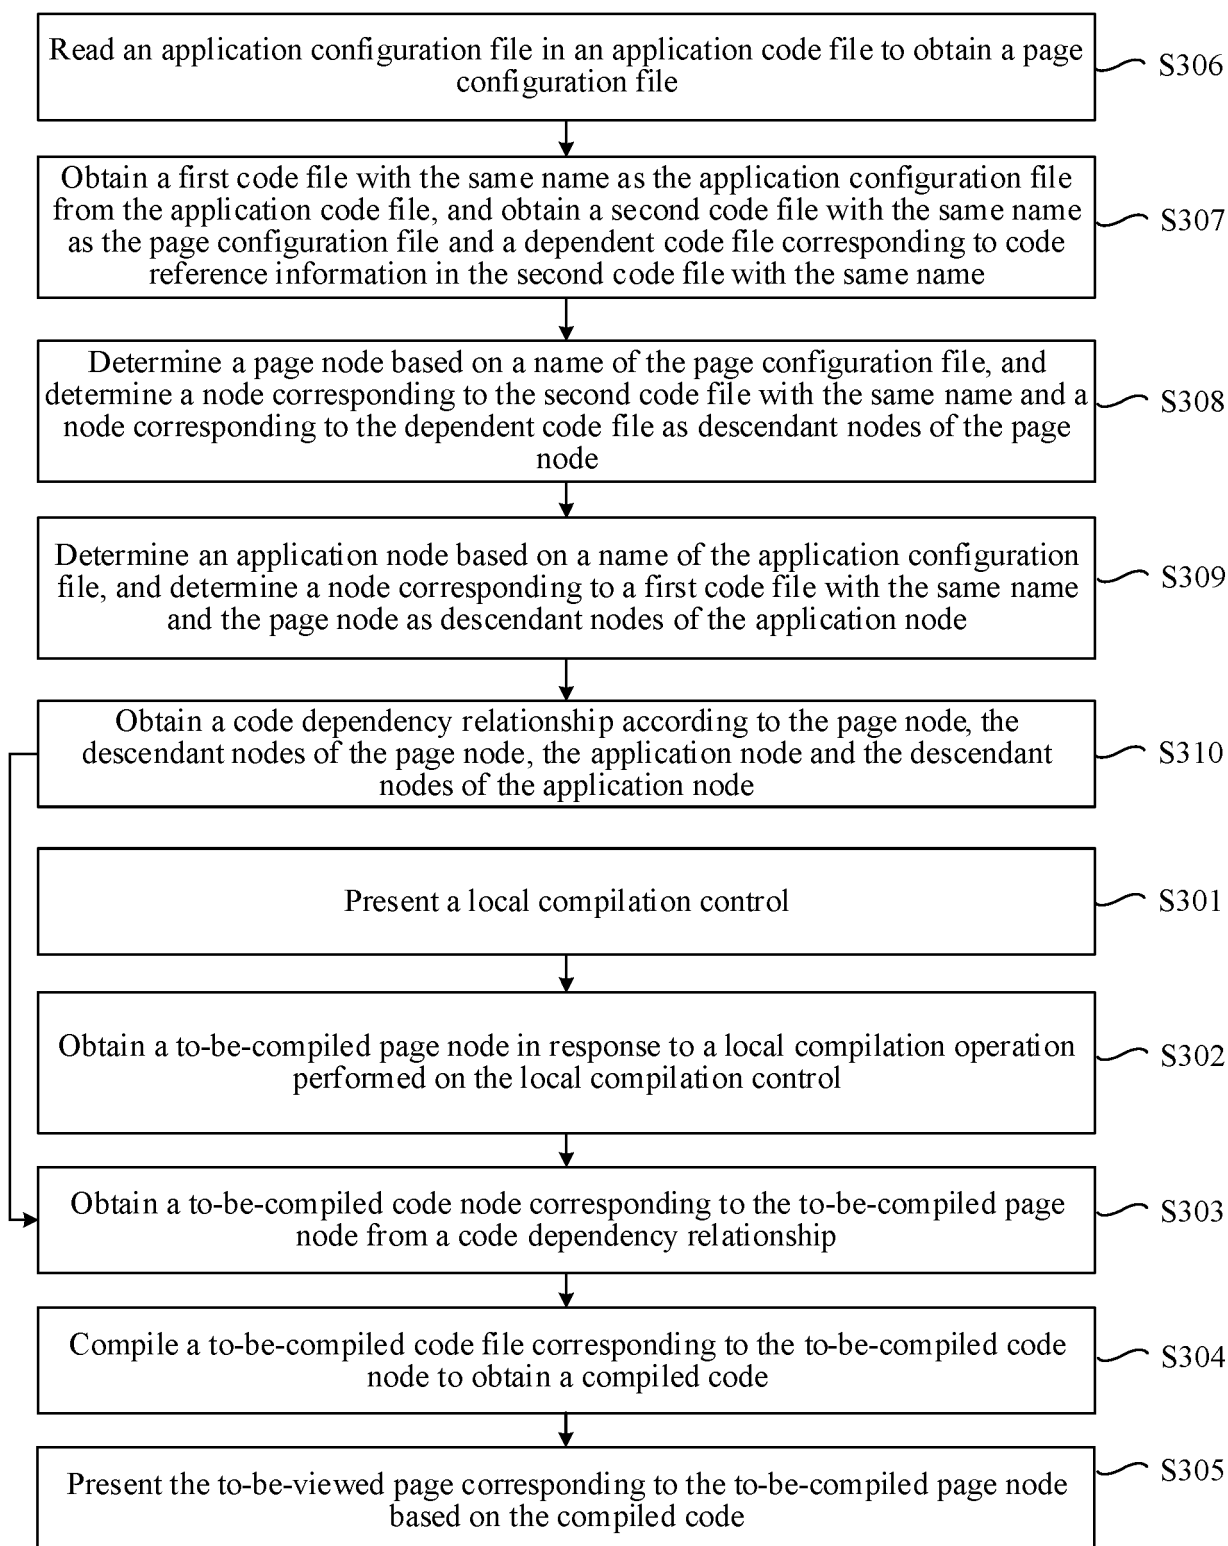 Read an application configuration file in an application code file to obtain a page
configuration file
S306
Obtain a first code file with the same name as the application configuration file
from the application code file, and obtain a second code file with the same name
as the page configuration file and a dependent code file corresponding to code
reference information in the second code file with the same name
S307
Determine a page node based on a name of the page configuration file, and
determine a node corresponding to the second code file with the same name and a
node corresponding to the dependent code file as descendant nodes of the page
node
S308
Determine an application node based on a name of the application configuration
file, and determine a node corresponding to a first code file with the same name
and the page node as descendant nodes of the application node
S309
Obtain a code dependency relationship according to the page node, the
descendant nodes of the page node, the application node and the descendant
nodes of the application node
S310
Present a local compilation control
S301
Obtain a to-be-compiled page node in response to a local compilation operation
performed on the local compilation control
S302
Obtain a to-be-compiled code node corresponding to the to-be-compiled page
node from a code dependency relationship
S303
Compile a to-be-compiled code file corresponding to the to-be-compiled code
node to obtain a compiled code
S304
Present the to-be-viewed page corresponding to the to-be-compiled page node
based on the compiled code
S305